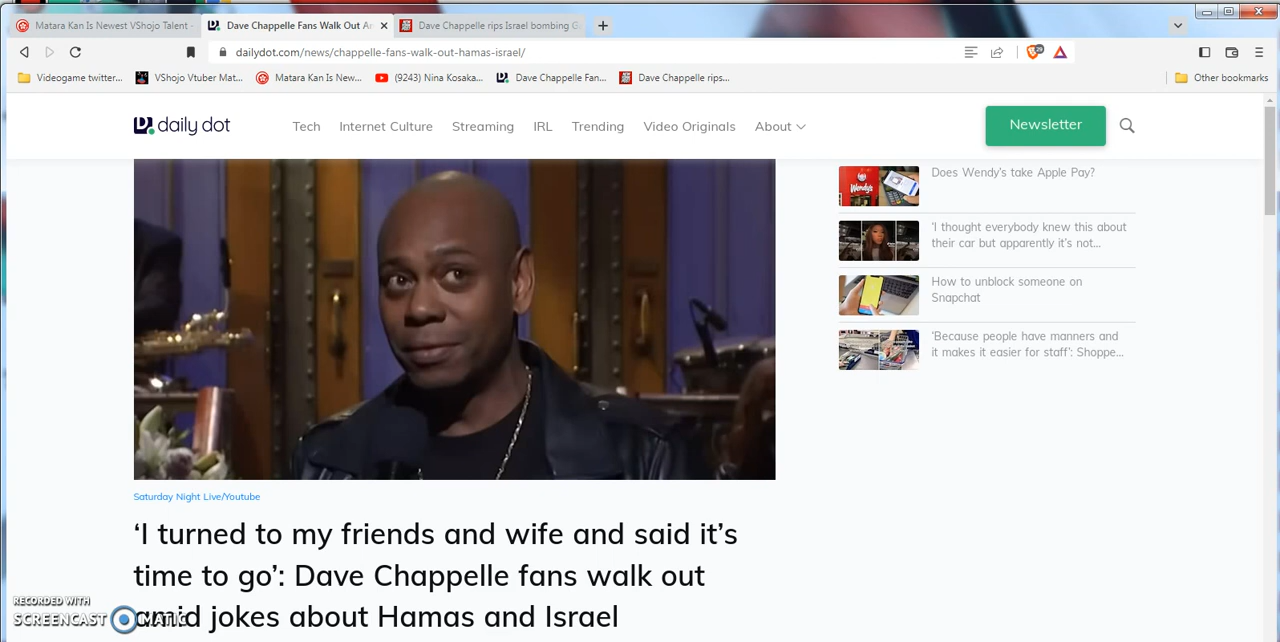 Matara Kan Is Newest VShojo Talent -
Dave Chappelle Fans Walk Out A
Dave Chappelle rips Israel bombing G
dailydot.com/news/chappelle-fans-walk-out-hamas-israel/
29
Videogame twitter...
VShojo Vtuber Mat...
Matara Kan Is New...
(9243) Nina Kosaka...
Dave Chappelle Fan...
Dave Chappelle rips...
Other bookmarks
daily dot
Tech
Internet Culture
Streaming
IRL
Trending
Video Originals
About
Newsletter
Wendy's
Does Wendy's take Apple Pay?
'I thought everybody knew this about
their car but apparently it's not...
How to unblock someone on
Snapchat
'Because people have manners and
it makes it easier for staff': Shoppe...
Saturday Night Live/Youtube
'I turned to my friends and wife and said it's
time to go': Dave Chappelle fans walk out
amid jokes about Hamas and Israel
RECORDED WITH
SCREENCAST MATIC